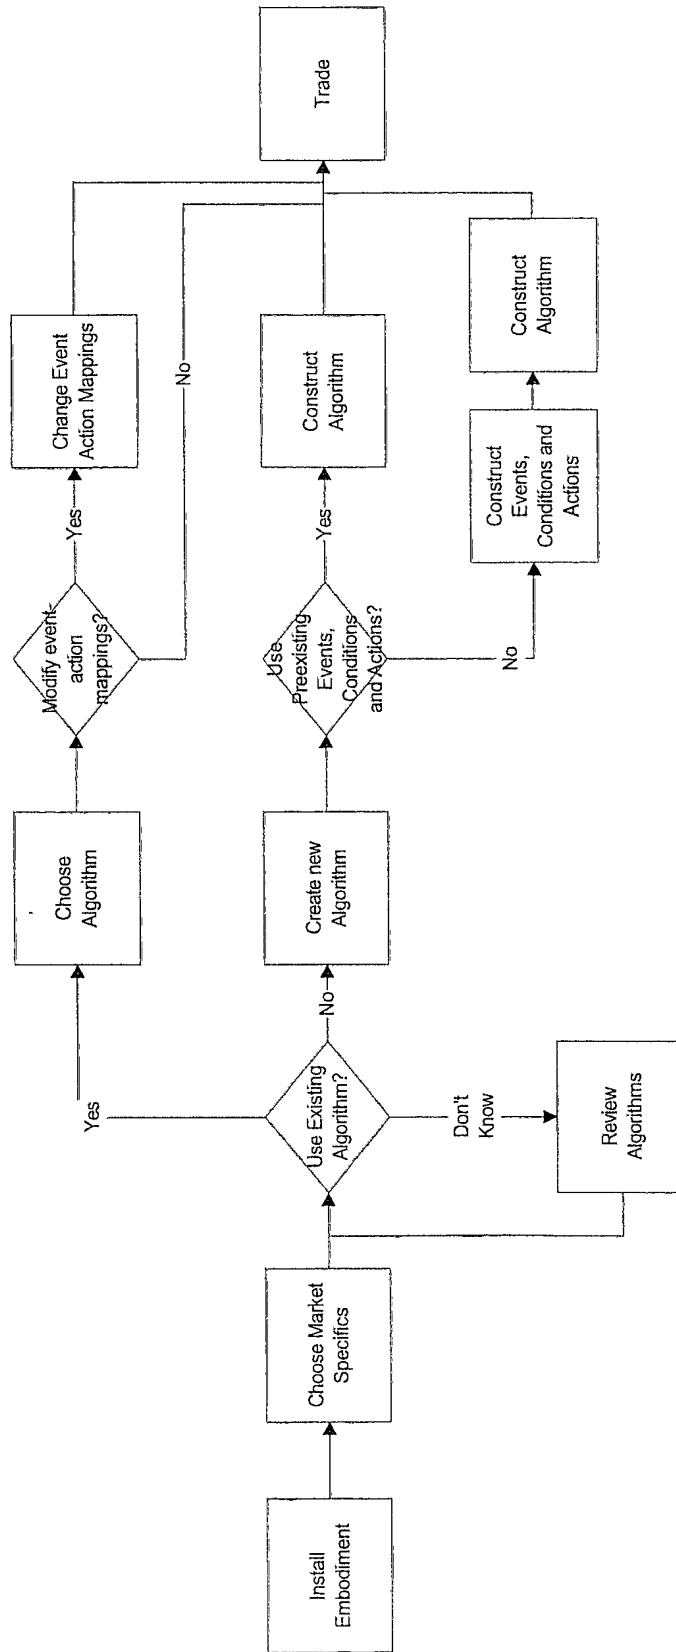 Install
Embodiment
Choose Market
Specifics
Use Existing
Algorithm?
Yes
No
Don't
Know
Review
Algorithms
Choose
Algorithm
Modify event-
action
mappings?
Yes
No
Change Event
Action Mappings
Create new
Algorithm
Use
Preexisting
Events,
Conditions
and Actions?
Yes
No
Construct
Algorithm
Construct
Events,
Conditions and
Actions
Construct
Algorithm
Trade